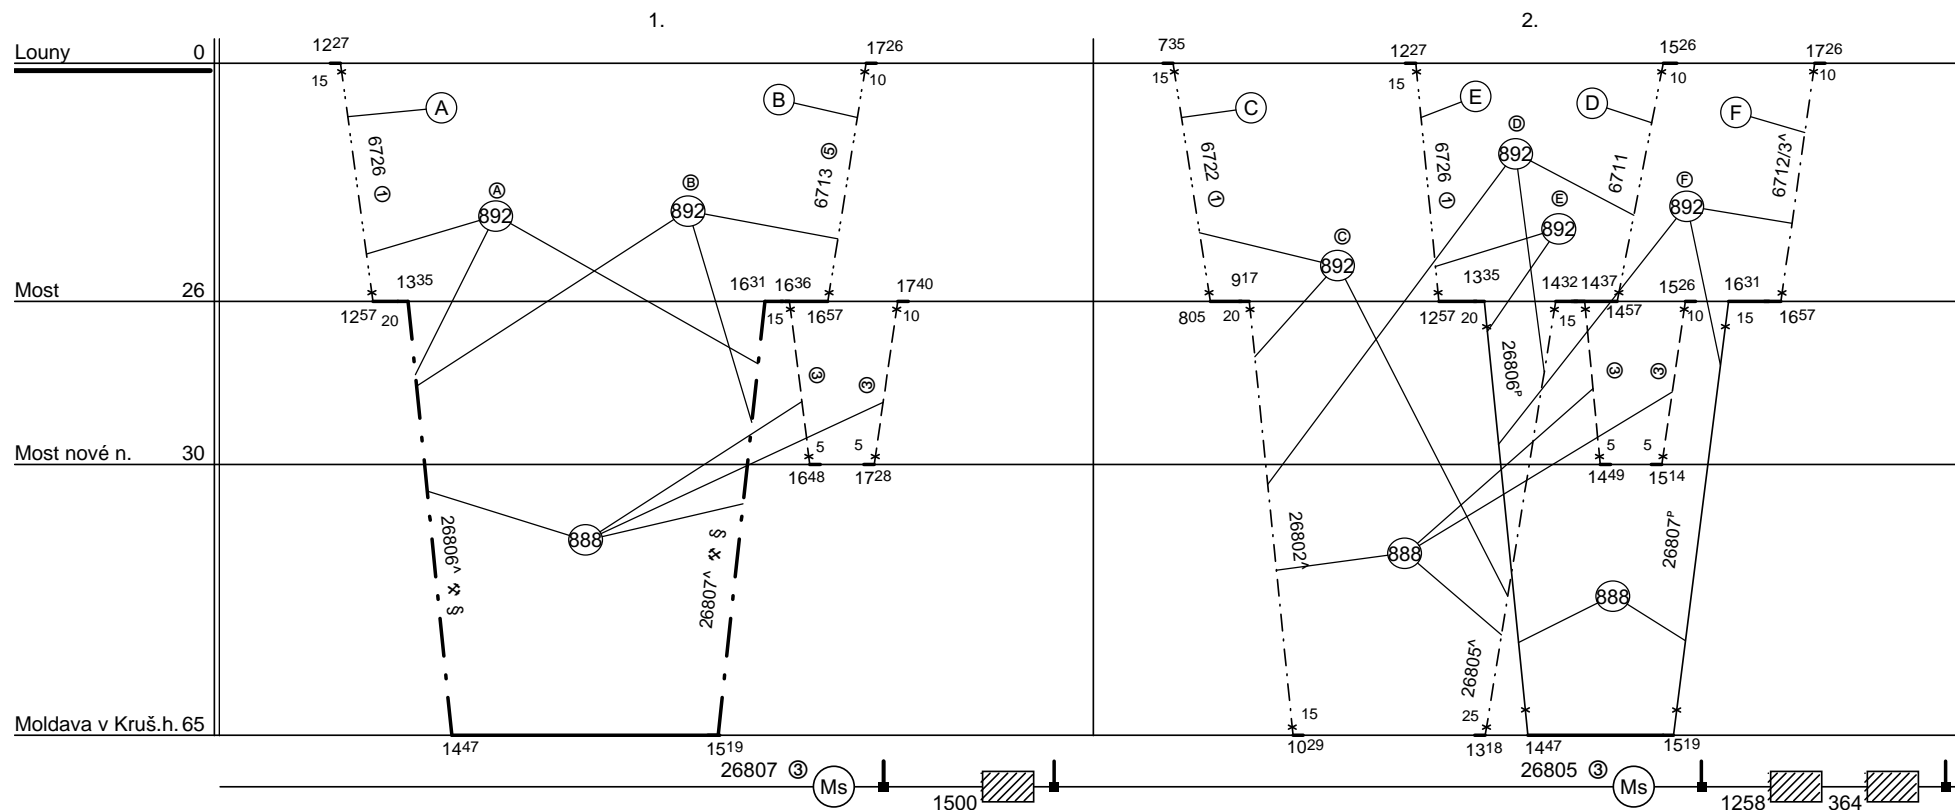 1. 2.
Louny 0 12²⁷ 17²⁶ 7³⁵ 12²⁷ 15²⁶ 17²⁶
15 10 15 15 10 10
A B C E D F
6726 ① 6713 ⑤ 6722 ① 6726 ① 6711 6712/3^
Ⓐ 892 Ⓑ 892 Ⓒ 892 Ⓓ 892 Ⓔ 892 Ⓕ 892
Most 26 13³⁵ 16³¹ 16³⁶ 17⁴⁰ 9¹⁷ 13³⁵ 14³² 14³⁷ 15²⁶ 16³¹
12⁵⁷ 20 15 16⁵⁷ 10 8⁰⁵ 20 12⁵⁷ 20 15 14⁵⁷ 10 15 16⁵⁷
③ ③ 26806ᴾ ③ ③
Most nové n. 30 5 5 5 5
16⁴⁸ 17²⁸ 14⁴⁹ 15¹⁴
26806^ ⚒ § 888 26807^ ⚒ § 26802^ 888 26805^ 888 26807ᴾ
Moldava v Kruš.h. 65 15 25
14⁴⁷ 15¹⁹ 10²⁹ 13¹⁸ 14⁴⁷ 15¹⁹
26807 ③ Ms 1500 26805 ③ Ms 1258 364